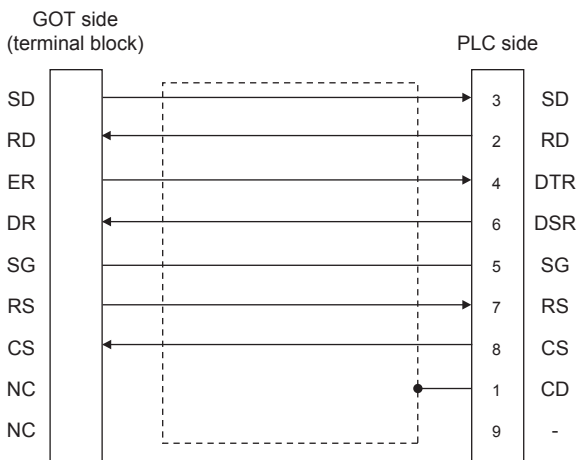 GOT side
(terminal block)
PLC side
SD 3 SD
RD 2 RD
ER 4 DTR
DR 6 DSR
SG 5 SG
RS 7 RS
CS 8 CS
NC 1 CD
NC 9 -